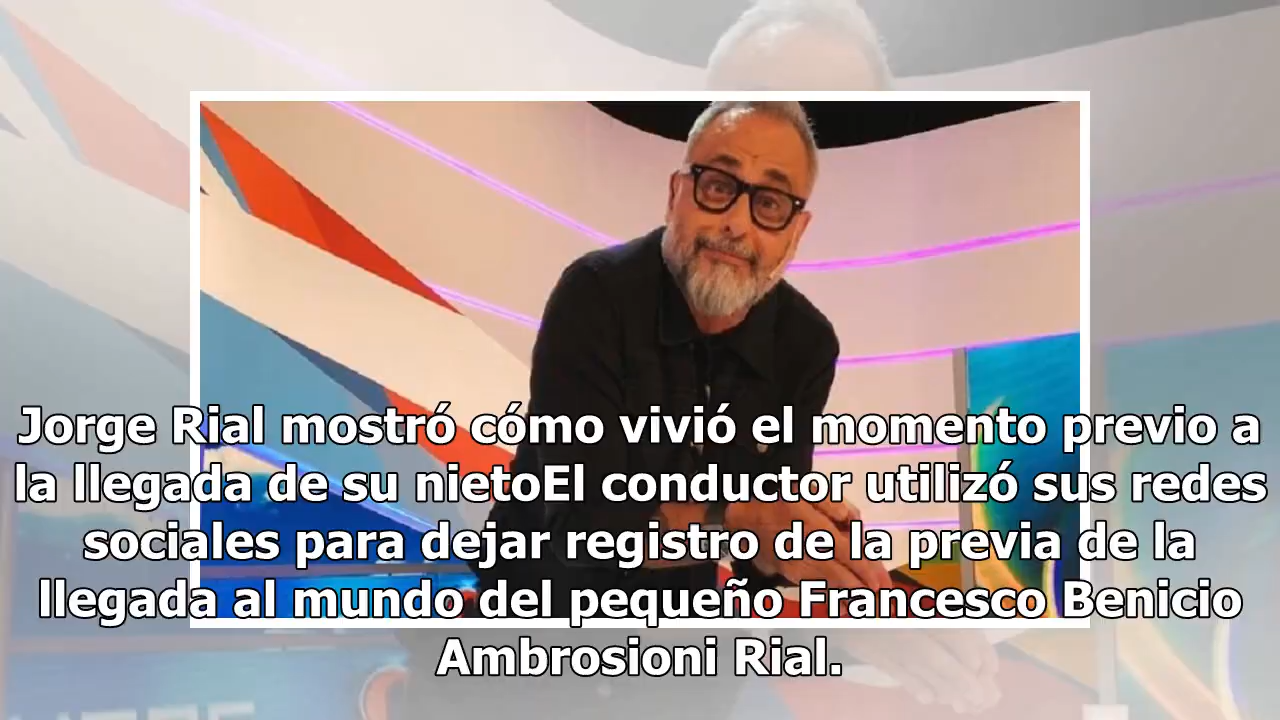 Jorge Rial mostró cómo vivió el momento previo a
la llegada de su nietoEl conductor utilizó sus redes
sociales para dejar registro de la previa de la
llegada al mundo del pequeño Francesco Benicio
Ambrosioni Rial.